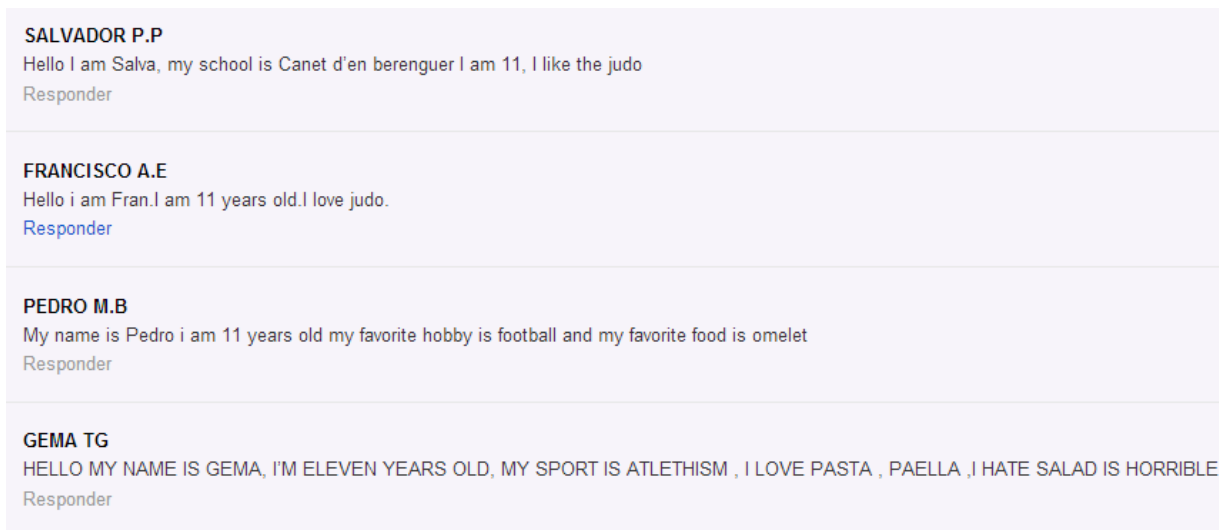 SALVADOR P.P
Hello I am Salva, my school is Canet d'en berenguer I am 11, I like the judo
Responder
FRANCISCO A.E
Hello i am Fran.I am 11 years old.I love judo.
Responder
PEDRO M.B
My name is Pedro i am 11 years old my favorite hobby is football and my favorite food is omelet
Responder
GEMA TG
HELLO MY NAME IS GEMA, I'M ELEVEN YEARS OLD, MY SPORT IS ATLETHISM , I LOVE PASTA , PAELLA ,I HATE SALAD IS HORRIBLE
Responder